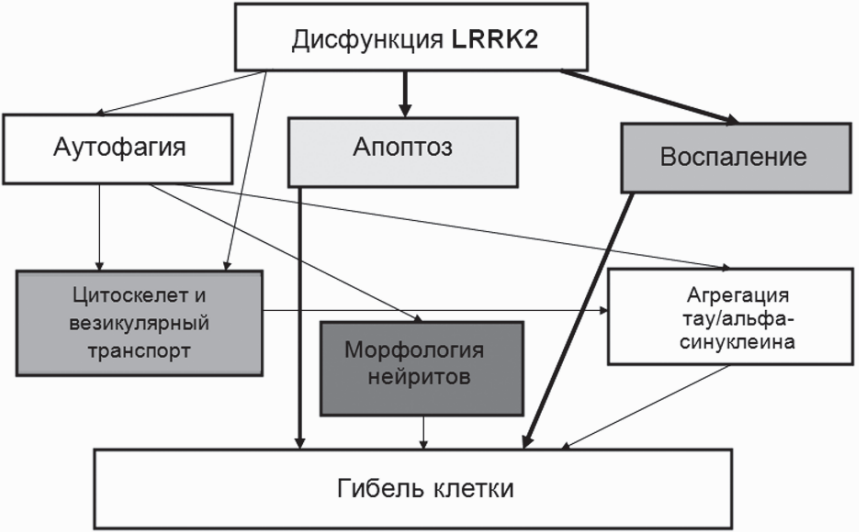 Дисфункция LRRK2
Аутофагия
Апоптоз
Воспаление
Цитоскелет и
везикулярный
транспорт
Морфология
нейритов
Агрегация
тау/альфа-
синуклеина
Гибель клетки